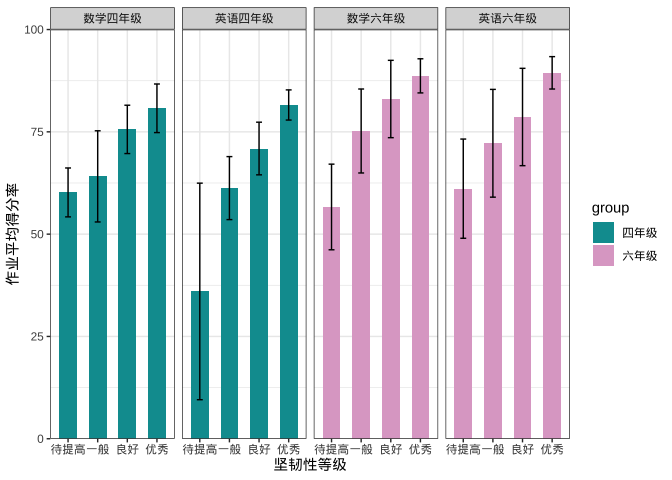 数学四年级 英语四年级 数学六年级 英语六年级
作业平均得分率
100
75
50
25
0
待提高 一般 良好 优秀 待提高 一般 良好 优秀 待提高 一般 良好 优秀 待提高 一般 良好 优秀
坚韧性等级
group
四年级
六年级